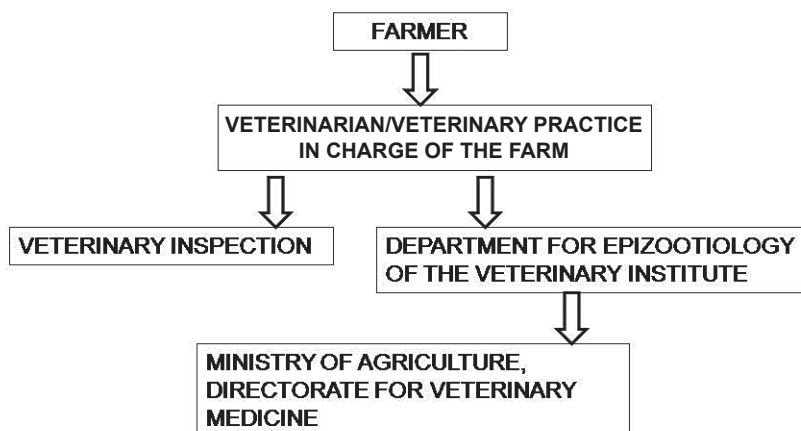 FARMER
VETERINARIAN/VETERINARY PRACTICE
IN CHARGE OF THE FARM
VETERINARY INSPECTION
DEPARTMENT FOR EPIZOOTIOLOGY
OF THE VETERINARY INSTITUTE
MINISTRY OF AGRICULTURE,
DIRECTORATE FOR VETERINARY
MEDICINE